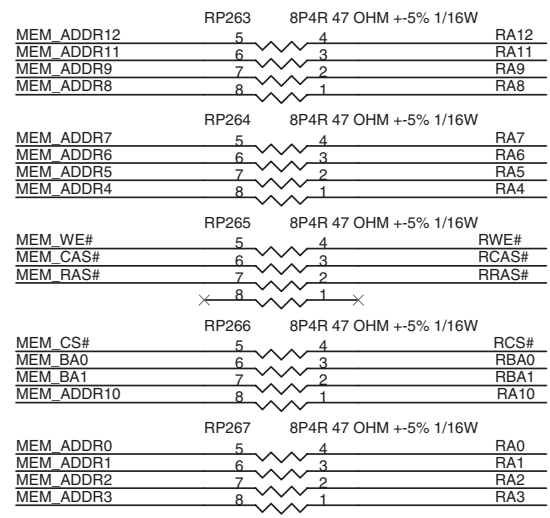 RP263 8P4R 47 OHM +-5% 1/16W
MEM_ADDR12 5 4 RA12
MEM_ADDR11 6 3 RA11
MEM_ADDR9 7 2 RA9
MEM_ADDR8 8 1 RA8
RP264 8P4R 47 OHM +-5% 1/16W
MEM_ADDR7 5 4 RA7
MEM_ADDR6 6 3 RA6
MEM_ADDR5 7 2 RA5
MEM_ADDR4 8 1 RA4
RP265 8P4R 47 OHM +-5% 1/16W
MEM_WE# 5 4 RWE#
MEM_CAS# 6 3 RCAS#
MEM_RAS# 7 2 RRAS#
8 1
RP266 8P4R 47 OHM +-5% 1/16W
MEM_CS# 5 4 RCS#
MEM_BA0 6 3 RBA0
MEM_BA1 7 2 RBA1
MEM_ADDR10 8 1 RA10
RP267 8P4R 47 OHM +-5% 1/16W
MEM_ADDR0 5 4 RA0
MEM_ADDR1 6 3 RA1
MEM_ADDR2 7 2 RA2
MEM_ADDR3 8 1 RA3